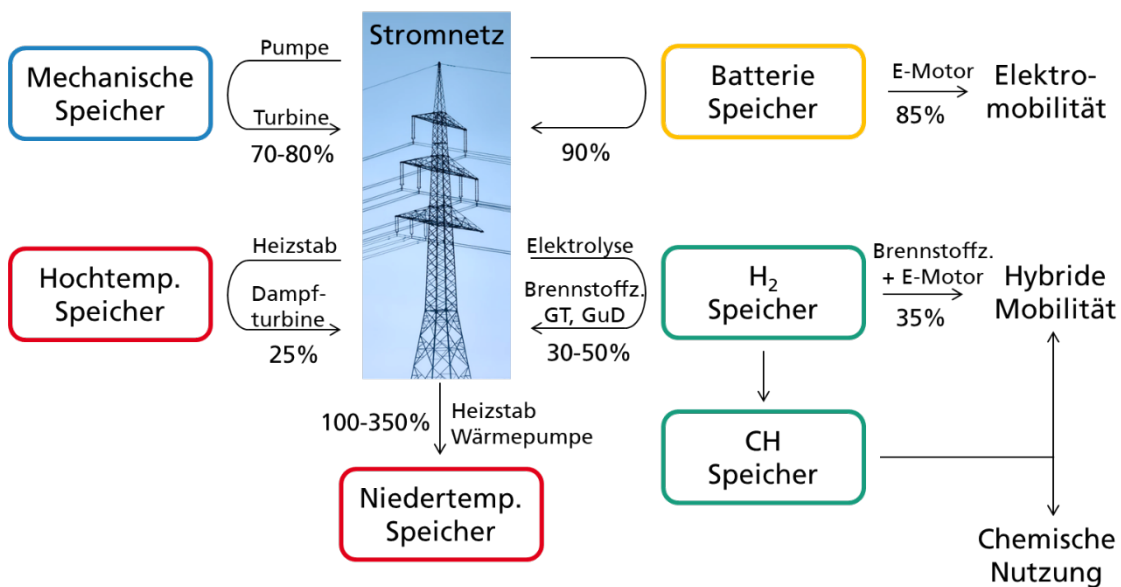 Stromnetz
Pumpe
Mechanische
Speicher
Turbine
70-80%
Batterie
Speicher
90%
E-Motor
85%
Elektro-
mobilität
Heizstab
Hochtemp.
Speicher
Dampf-
turbine
25%
Elektrolyse
Brennstoffz.
GT, GuD
30-50%
H₂
Speicher
Brennstoffz.
+ E-Motor
35%
Hybride
Mobilität
100-350%
Heizstab
Wärmepumpe
CH
Speicher
Niedertemp.
Speicher
Chemische
Nutzung